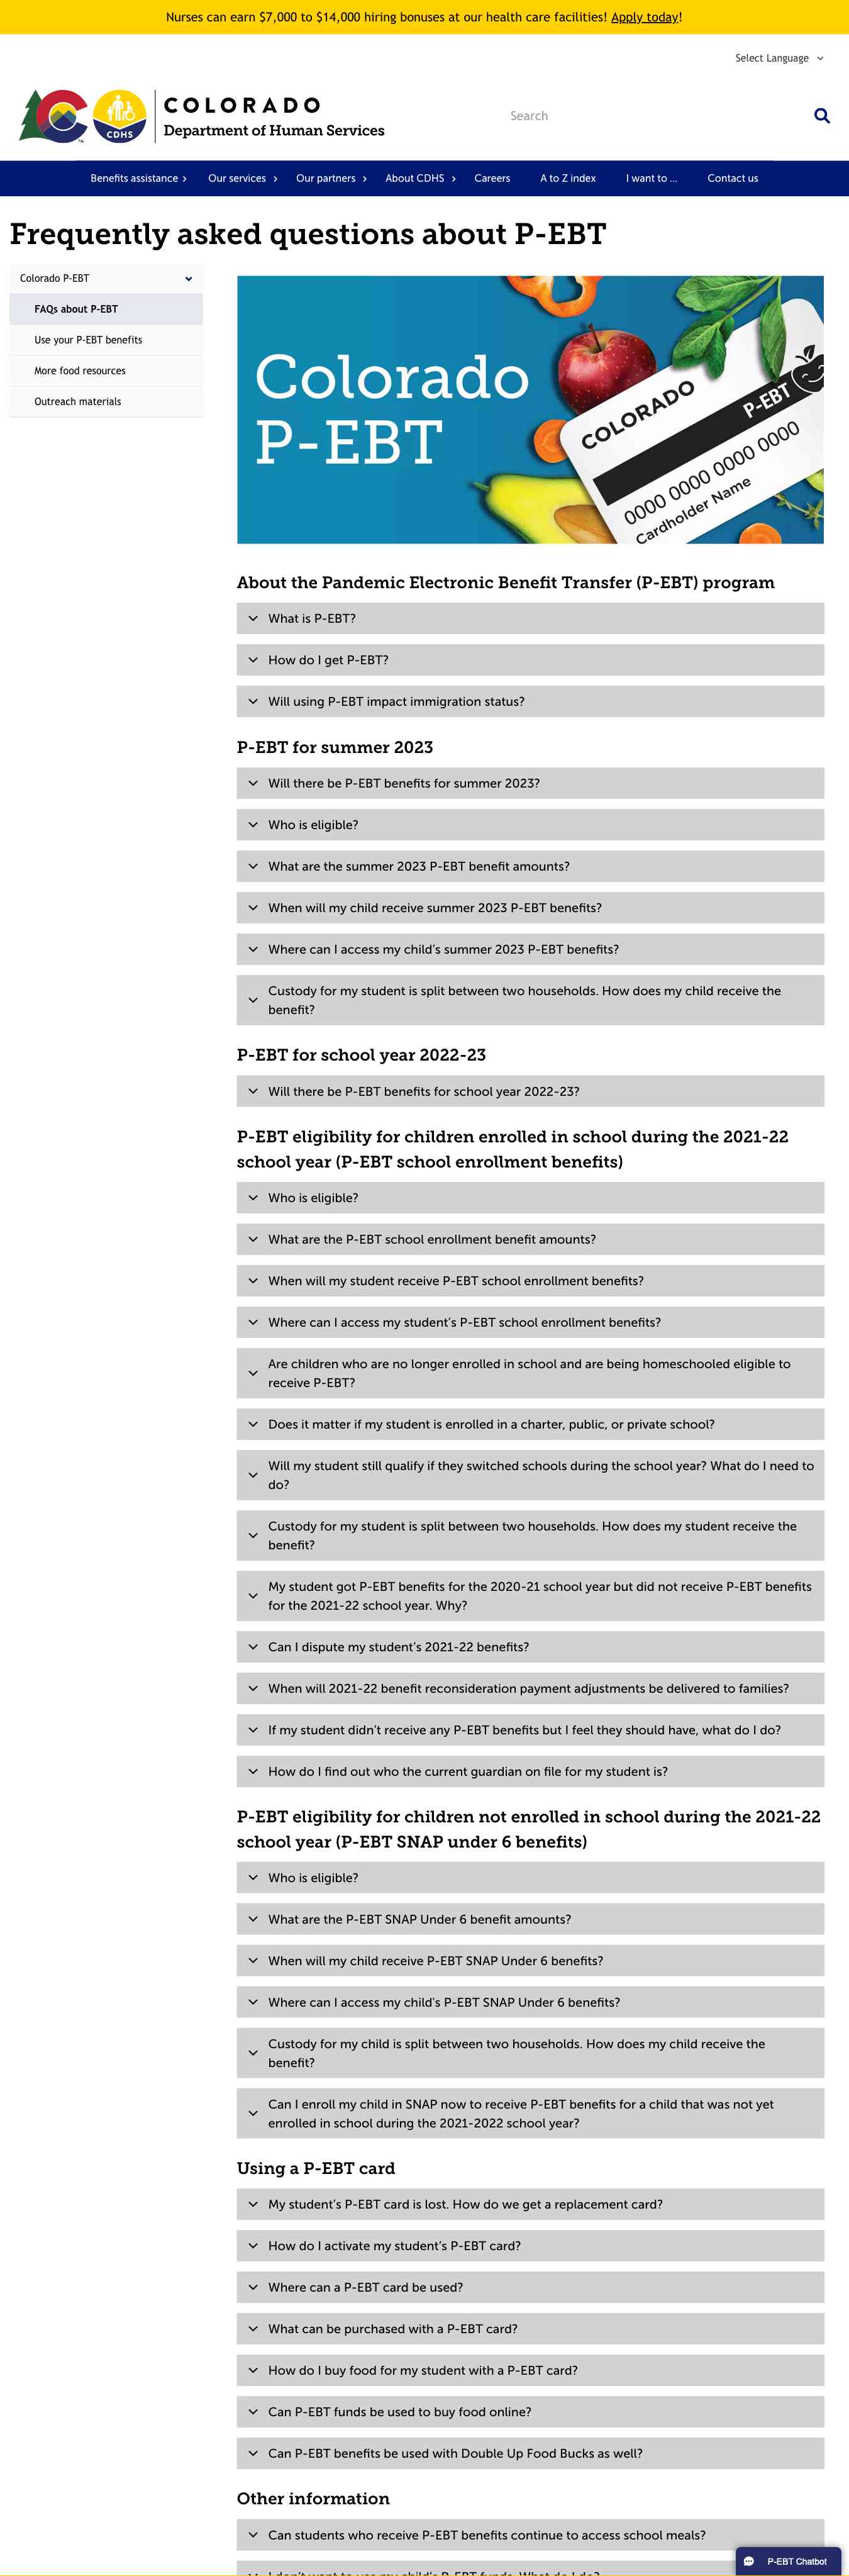 Nurses can earn $7,000 to $14,000 hiring bonuses at our health care facilities! Apply today!
Select Language
CDHS
COLORADO
Department of Human Services
Search
Benefits assistance
Our services
Our partners
About CDHS
Careers
A to Z index
I want to ...
Contact us
Frequently asked questions about P-EBT
Colorado P-EBT
FAQs about P-EBT
Use your P-EBT benefits
More food resources
Outreach materials
Colorado
P-EBT
COLORADO
P-EBT
0000 0000 0000 0000
Cardholder Name
About the Pandemic Electronic Benefit Transfer (P-EBT) program
What is P-EBT?
How do I get P-EBT?
Will using P-EBT impact immigration status?
P-EBT for summer 2023
Will there be P-EBT benefits for summer 2023?
Who is eligible?
What are the summer 2023 P-EBT benefit amounts?
When will my child receive summer 2023 P-EBT benefits?
Where can I access my child's summer 2023 P-EBT benefits?
Custody for my student is split between two households. How does my child receive the
benefit?
P-EBT for school year 2022-23
Will there be P-EBT benefits for school year 2022-23?
P-EBT eligibility for children enrolled in school during the 2021-22
school year (P-EBT school enrollment benefits)
Who is eligible?
What are the P-EBT school enrollment benefit amounts?
When will my student receive P-EBT school enrollment benefits?
Where can I access my student's P-EBT school enrollment benefits?
Are children who are no longer enrolled in school and are being homeschooled eligible to
receive P-EBT?
Does it matter if my student is enrolled in a charter, public, or private school?
Will my student still qualify if they switched schools during the school year? What do I need to
do?
Custody for my student is split between two households. How does my student receive the
benefit?
My student got P-EBT benefits for the 2020-21 school year but did not receive P-EBT benefits
for the 2021-22 school year. Why?
Can I dispute my student's 2021-22 benefits?
When will 2021-22 benefit reconsideration payment adjustments be delivered to families?
If my student didn't receive any P-EBT benefits but I feel they should have, what do I do?
How do I find out who the current guardian on file for my student is?
P-EBT eligibility for children not enrolled in school during the 2021-22
school year (P-EBT SNAP under 6 benefits)
Who is eligible?
What are the P-EBT SNAP Under 6 benefit amounts?
When will my child receive P-EBT SNAP Under 6 benefits?
Where can I access my child's P-EBT SNAP Under 6 benefits?
Custody for my child is split between two households. How does my child receive the
benefit?
Can I enroll my child in SNAP now to receive P-EBT benefits for a child that was not yet
enrolled in school during the 2021-2022 school year?
Using a P-EBT card
My student's P-EBT card is lost. How do we get a replacement card?
How do I activate my student's P-EBT card?
Where can a P-EBT card be used?
What can be purchased with a P-EBT card?
How do I buy food for my student with a P-EBT card?
Can P-EBT funds be used to buy food online?
Can P-EBT benefits be used with Double Up Food Bucks as well?
Other information
Can students who receive P-EBT benefits continue to access school meals?
P-EBT Chatbot